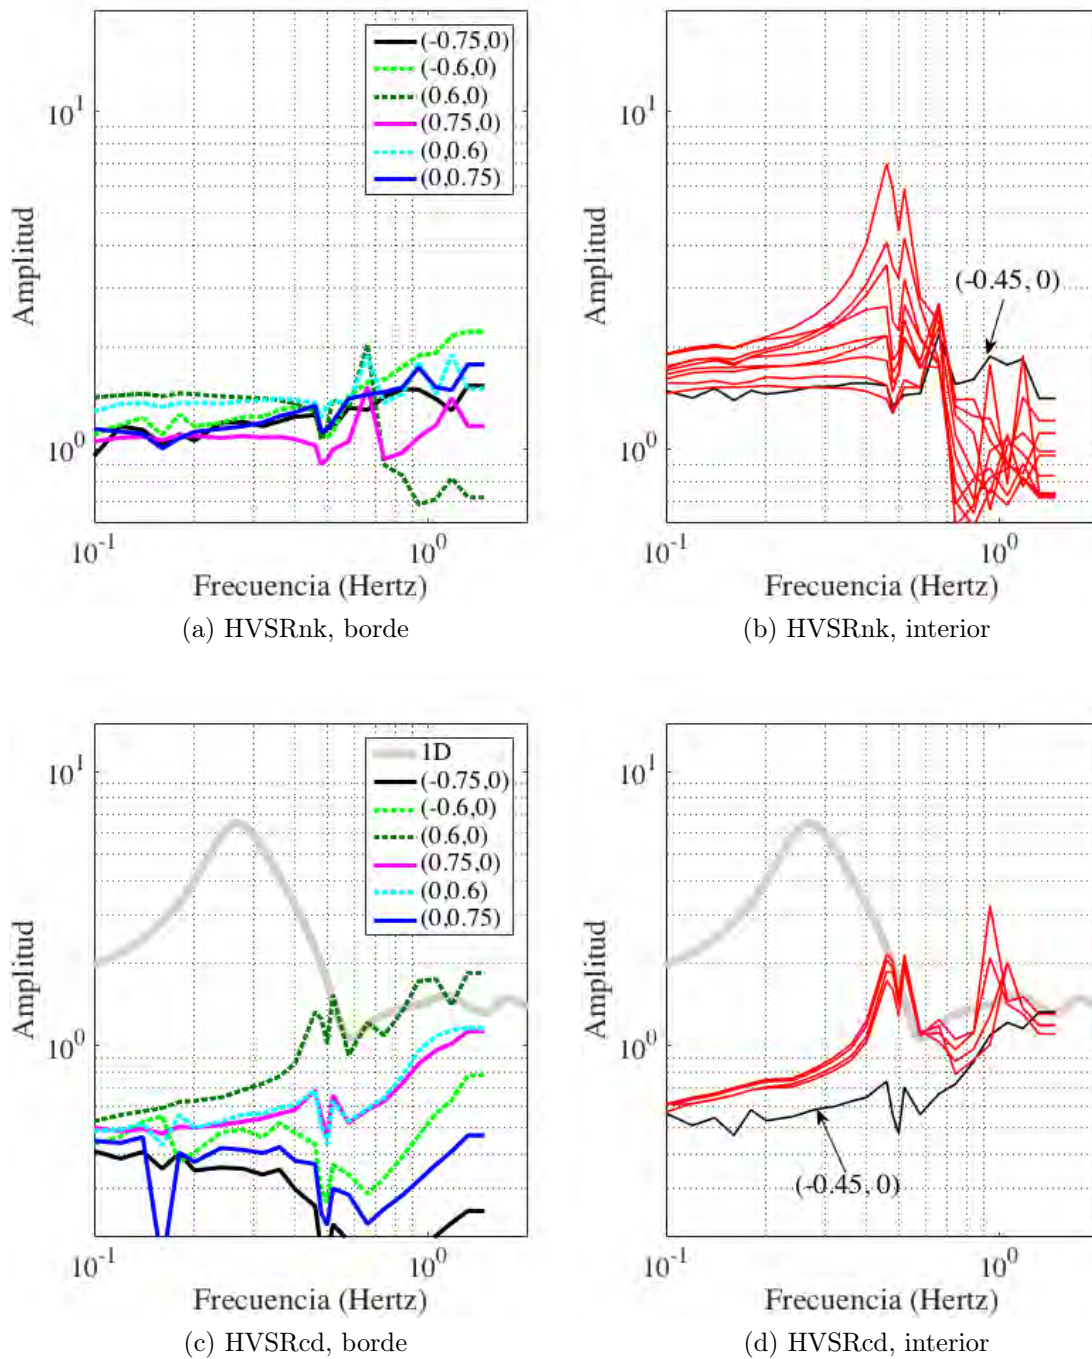 (-0.75,0)
(-0.6,0)
(0.6,0)
(0.75,0)
(0,0.6)
(0,0.75)
10^1
10^0
Amplitud
10^-1
10^0
Frecuencia (Hertz)
(a) HVSRnk, borde
(-0.45, 0)
10^1
10^0
Amplitud
10^-1
10^0
Frecuencia (Hertz)
(b) HVSRnk, interior
1D
(-0.75,0)
(-0.6,0)
(0.6,0)
(0.75,0)
(0,0.6)
(0,0.75)
10^1
10^0
Amplitud
10^-1
10^0
Frecuencia (Hertz)
(c) HVSRcd, borde
10^1
10^0
Amplitud
(-0.45, 0)
10^-1
10^0
Frecuencia (Hertz)
(d) HVSRcd, interior